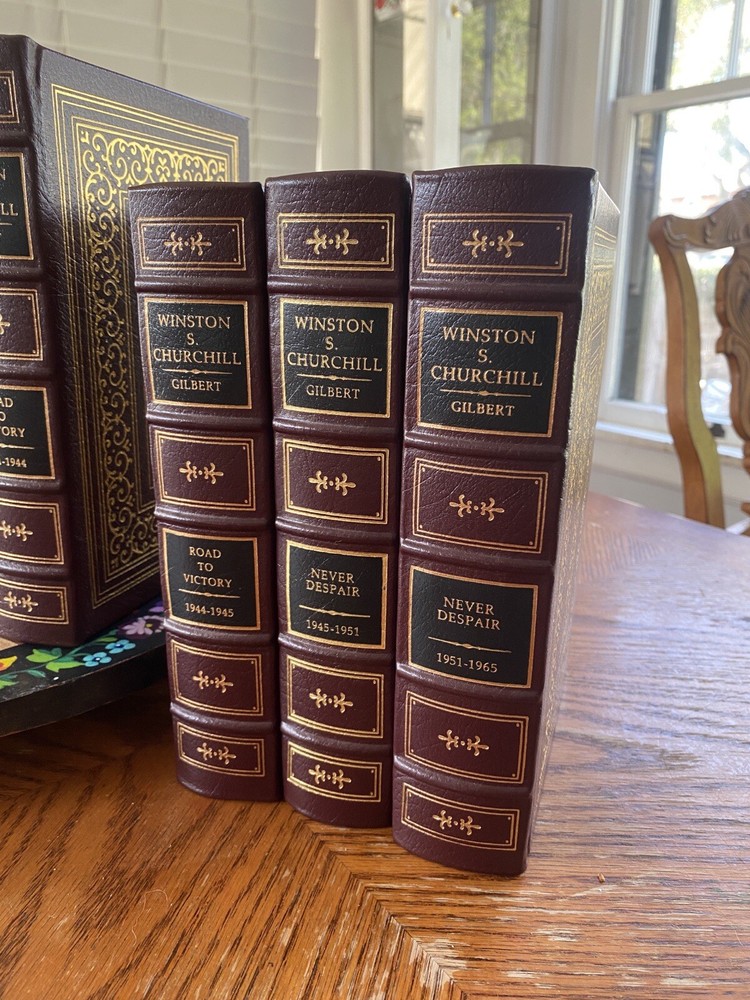 WINSTON
S.
CHURCHILL
GILBERT
ROAD
TO
VICTORY
1944-1945
WINSTON
S.
CHURCHILL
GILBERT
NEVER
DESPAIR
1945-1951
WINSTON
S.
CHURCHILL
GILBERT
NEVER
DESPAIR
1951-1965